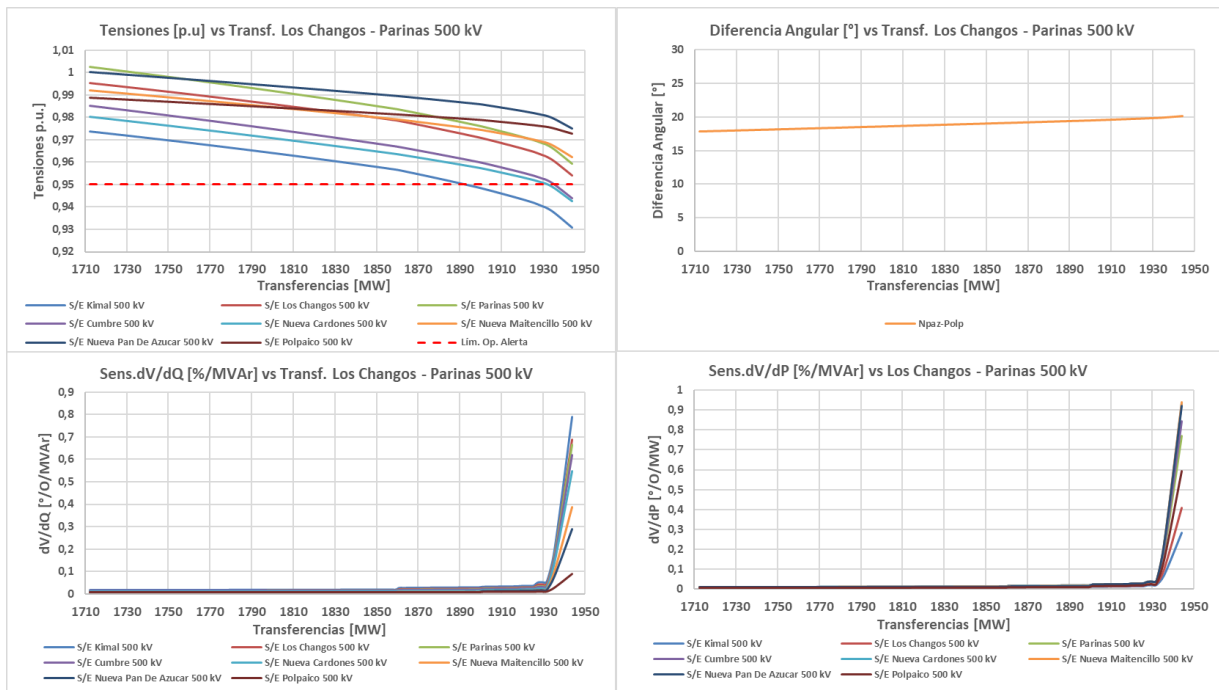 Tensiones [p.u] vs Transf. Los Changos - Parinas 500 kV
Tensiones p.u.
1,01
1
0,99
0,98
0,97
0,96
0,95
0,94
0,93
0,92
1710 1730 1750 1770 1790 1810 1830 1850 1870 1890 1910 1930 1950
Transferencias [MW]
S/E Kimal 500 kV S/E Los Changos 500 kV S/E Parinas 500 kV
S/E Cumbre 500 kV S/E Nueva Cardones 500 kV S/E Nueva Maitencillo 500 kV
S/E Nueva Pan De Azucar 500 kV S/E Polpaico 500 kV Lím. Op. Alerta
Diferencia Angular [°] vs Transf. Los Changos - Parinas 500 kV
Diferencia Angular [°]
30
25
20
15
10
5
0
1710 1730 1750 1770 1790 1810 1830 1850 1870 1890 1910 1930 1950
Transferencias [MW]
Npaz-Polp
Sens.dV/dQ [%/MVAr] vs Transf. Los Changos - Parinas 500 kV
dV/dQ [°/O/MVAr]
0,9
0,8
0,7
0,6
0,5
0,4
0,3
0,2
0,1
0
1710 1730 1750 1770 1790 1810 1830 1850 1870 1890 1910 1930 1950
Transferencias [MW]
S/E Kimal 500 kV S/E Los Changos 500 kV S/E Parinas 500 kV
S/E Cumbre 500 kV S/E Nueva Cardones 500 kV S/E Nueva Maitencillo 500 kV
S/E Nueva Pan De Azucar 500 kV S/E Polpaico 500 kV
Sens.dV/dP [%/MVAr] vs Los Changos - Parinas 500 kV
dV/dP [°/O/MW]
1
0,9
0,8
0,7
0,6
0,5
0,4
0,3
0,2
0,1
0
1710 1730 1750 1770 1790 1810 1830 1850 1870 1890 1910 1930 1950
Transferencias [MW]
S/E Kimal 500 kV S/E Los Changos 500 kV S/E Parinas 500 kV
S/E Cumbre 500 kV S/E Nueva Cardones 500 kV S/E Nueva Maitencillo 500 kV
S/E Nueva Pan De Azucar 500 kV S/E Polpaico 500 kV